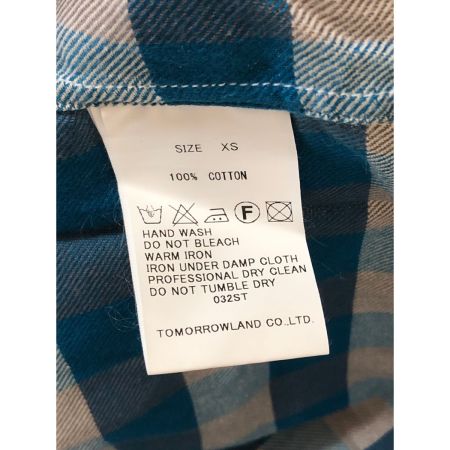 SIZE XS
100% COTTON
F
HAND WASH
DO NOT BLEACH
WARM IRON
IRON UNDER DAMP CLOTH
PROFESSIONAL DRY CLEAN
DO NOT TUMBLE DRY
032ST
TOMORROWLAND CO.,LTD.